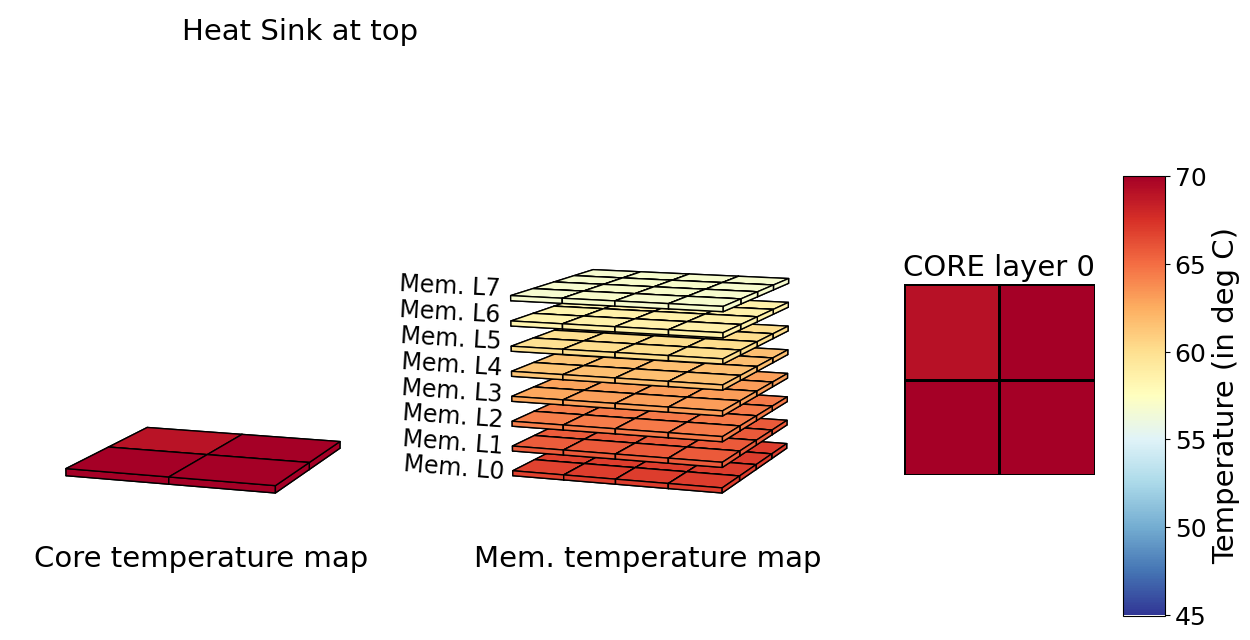 Heat Sink at top
Mem. L7
Mem. L6
Mem. L5
Mem. L4
Mem. L3
Mem. L2
Mem. L1
Mem. L0
Core temperature map
Mem. temperature map
CORE layer 0
70
65
60
55
50
45
Temperature (in deg C)